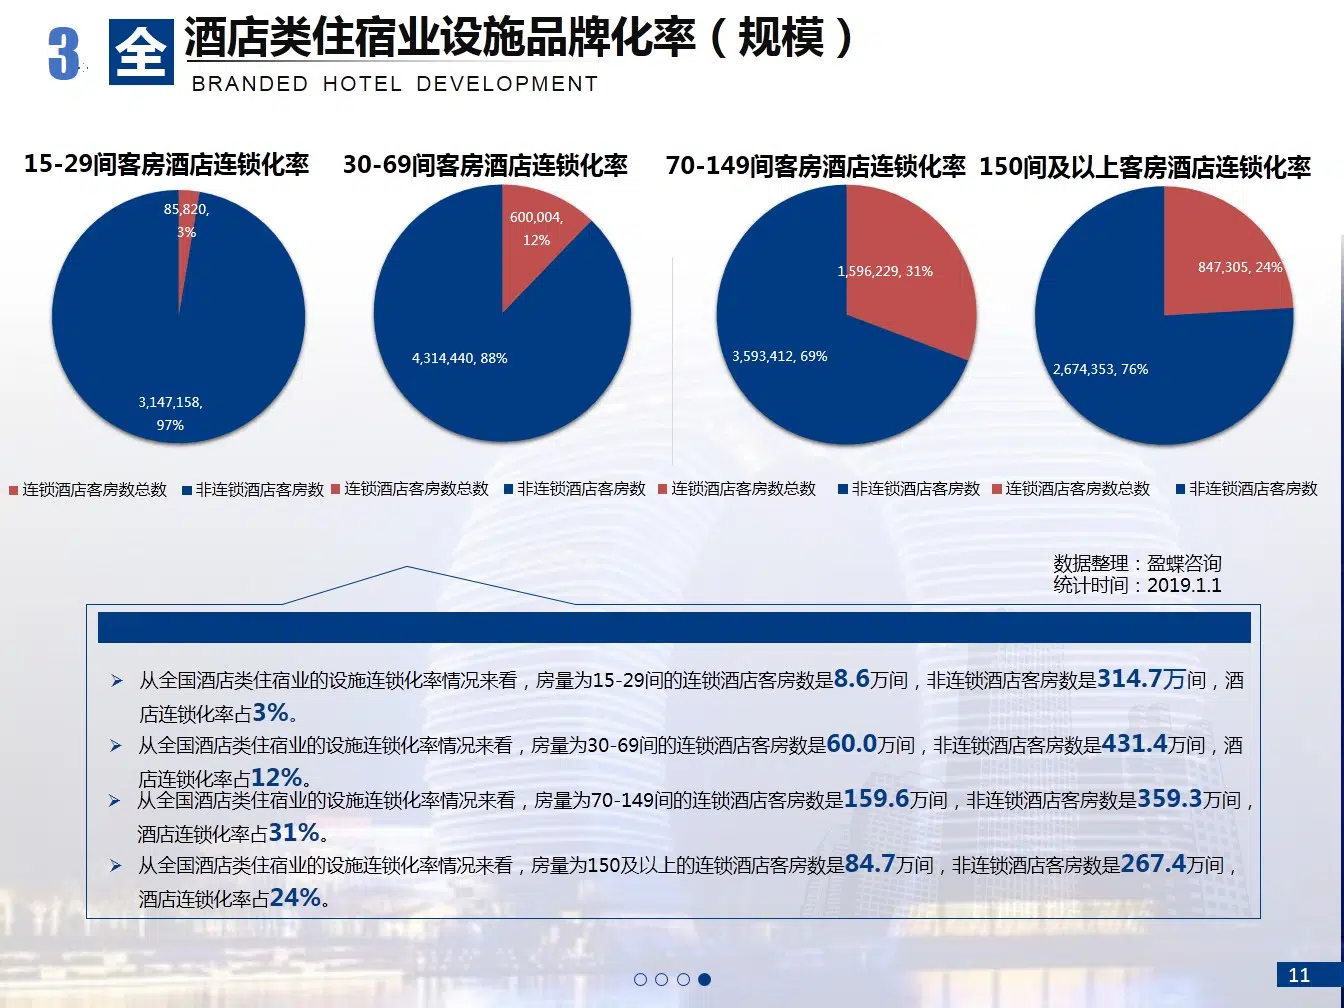 3
全
酒店类住宿业设施品牌化率（规模）
BRANDED HOTEL DEVELOPMENT
15-29间客房酒店连锁化率
30-69间客房酒店连锁化率
70-149间客房酒店连锁化率
150间及以上客房酒店连锁化率
85,820,
3%
3,147,158,
97%
600,004,
12%
4,314,440, 88%
1,596,229, 31%
3,593,412, 69%
847,305, 24%
2,674,353, 76%
连锁酒店客房数总数
非连锁酒店客房数
连锁酒店客房数总数
非连锁酒店客房数
连锁酒店客房数总数
非连锁酒店客房数
连锁酒店客房数总数
非连锁酒店客房数
数据整理：盈蝶咨询
统计时间：2019.1.1
从全国酒店类住宿业的设施连锁化率情况来看，房量为15-29间的连锁酒店客房数是8.6万间，非连锁酒店客房数是314.7万间，酒
店连锁化率占3%。
从全国酒店类住宿业的设施连锁化率情况来看，房量为30-69间的连锁酒店客房数是60.0万间，非连锁酒店客房数是431.4万间，酒
店连锁化率占12%。
从全国酒店类住宿业的设施连锁化率情况来看，房量为70-149间的连锁酒店客房数是159.6万间，非连锁酒店客房数是359.3万间，
酒店连锁化率占31%。
从全国酒店类住宿业的设施连锁化率情况来看，房量为150及以上的连锁酒店客房数是84.7万间，非连锁酒店客房数是267.4万间，
酒店连锁化率占24%。
11